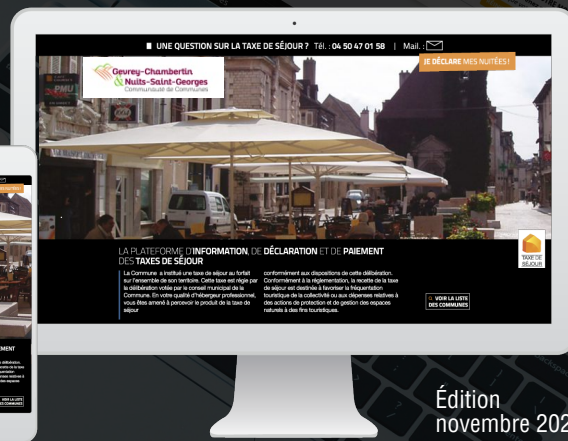 UNE QUESTION SUR LA TAXE DE SÉJOUR ? Tél. : 04 50 47 01 58 | Mail. :
JE DÉCLARE MES NUITÉES !
Gevrey-Chambertin
& Nuits-Saint-Georges
Communauté de Communes
PMU
LA PLATEFORME D'INFORMATION, DE DÉCLARATION ET DE PAIEMENT
DES TAXES DE SÉJOUR
La Commune a institué une taxe de séjour au forfait
sur l'ensemble de son territoire. Cette taxe est régie par
la délibération votée par le conseil municipal de la
Commune. En votre qualité d'hébergeur professionnel,
vous êtes amené à percevoir le produit de la taxe de
séjour
conformément aux dispositions de cette délibération.
Conformément à la réglementation, la recette de la taxe
de séjour est destinée à favoriser la fréquentation
touristique de la collectivité ou aux dépenses relatives à
des actions de protection et de gestion des espaces
naturels à des fins touristiques.
TAXE DE
SÉJOUR
VOIR LA LISTE
DES COMMUNES
VOIR LA LISTE
DES COMMUNES
Édition
novembre 202